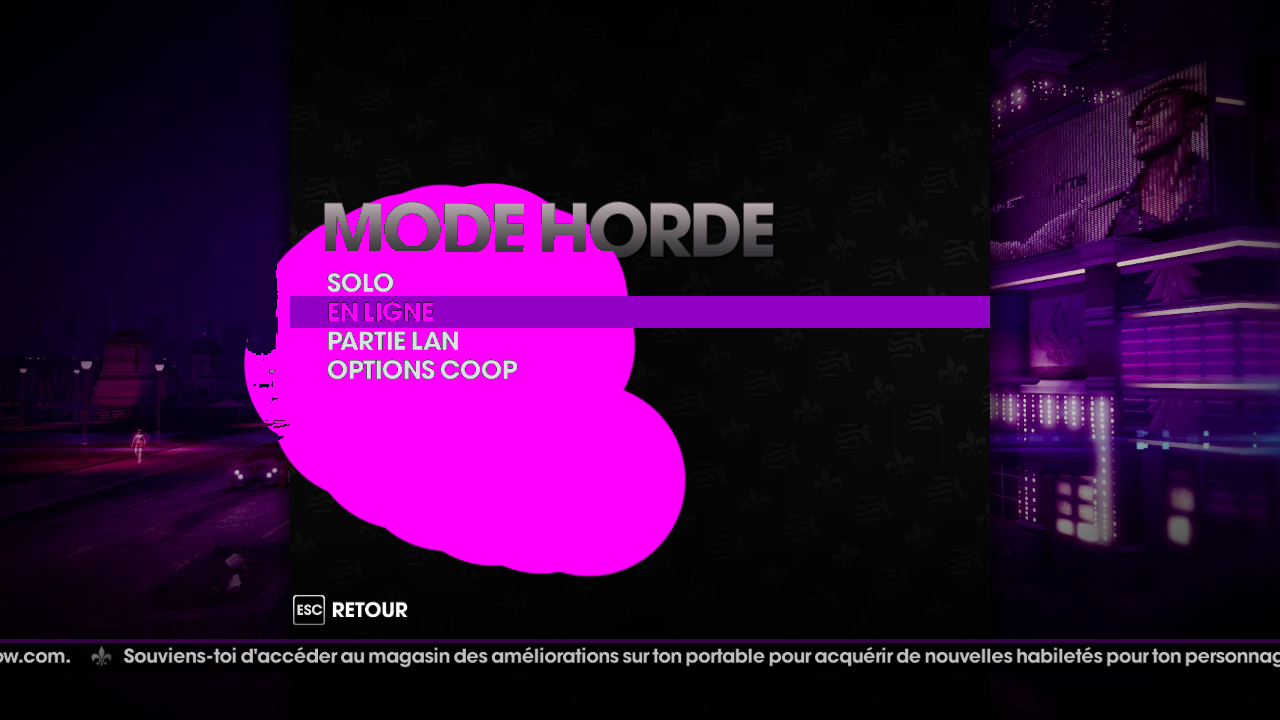 MODE HORDE
SOLO
EN LIGNE
PARTIE LAN
OPTIONS COOP
ESC RETOUR
ow.com. Souviens-toi d'accéder au magasin des améliorations sur ton portable pour acquérir de nouvelles habiletés pour ton personnag